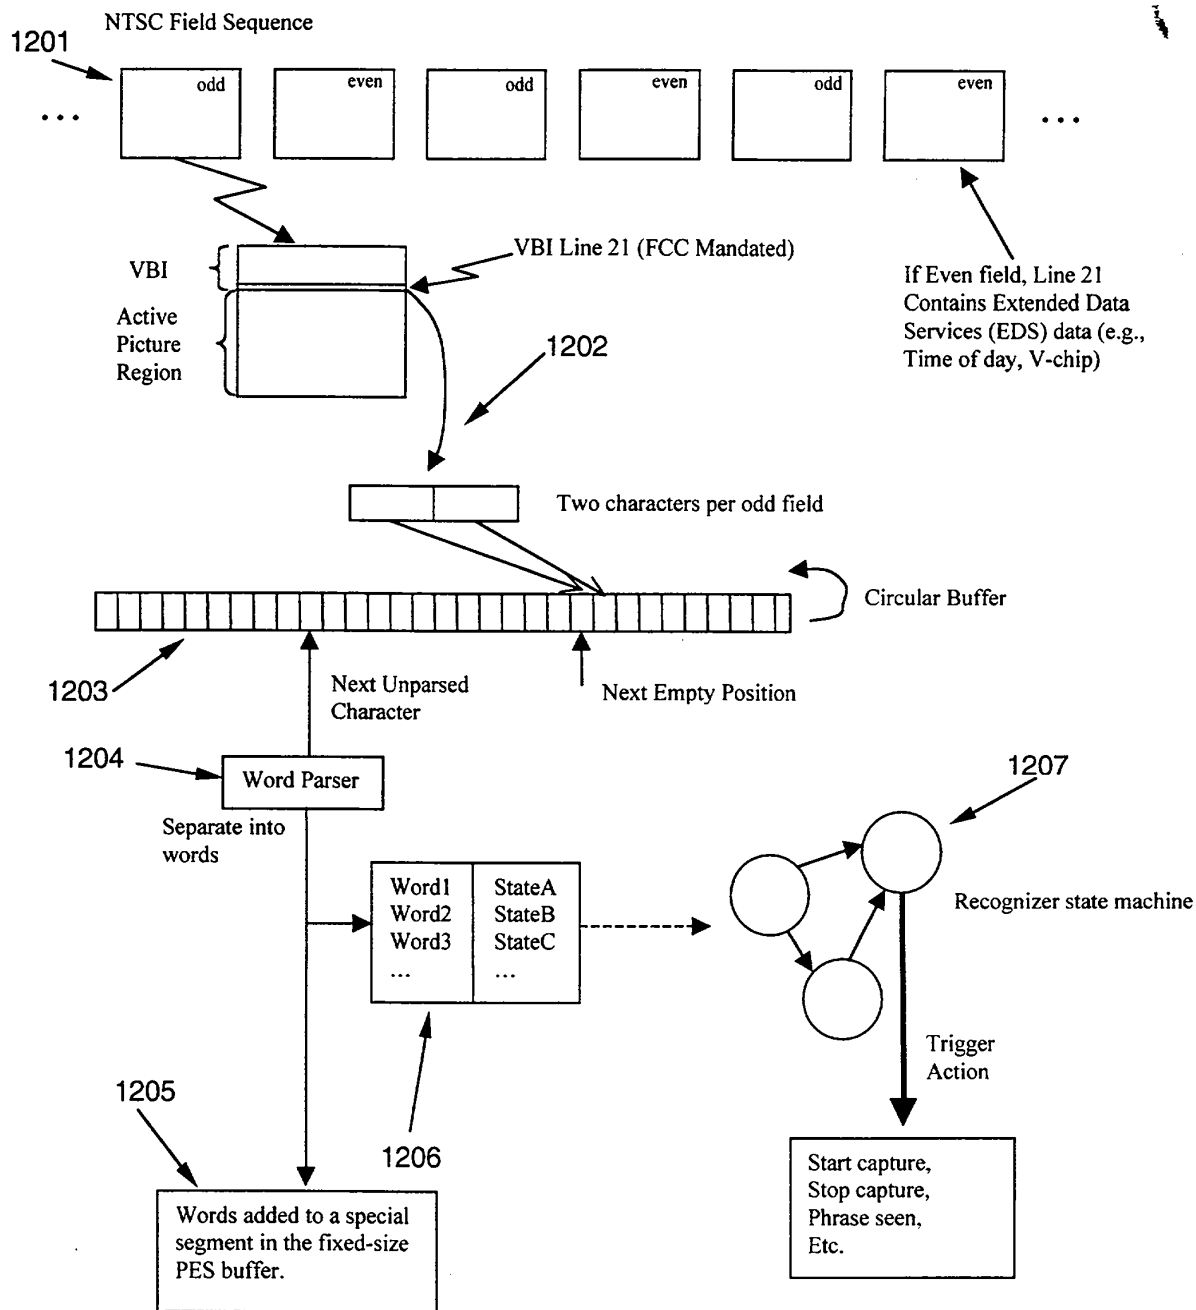 NTSC Field Sequence
1201
odd
even
odd
even
odd
even
...
...
VBI
VBI Line 21 (FCC Mandated)
Active
Picture
Region
If Even field, Line 21
Contains Extended Data
Services (EDS) data (e.g.,
Time of day, V-chip)
1202
Two characters per odd field
Circular Buffer
1203
Next Unparsed
Character
Next Empty Position
1204
Word Parser
Separate into
words
1207
Word1
Word2
Word3
...
StateA
StateB
StateC
...
Recognizer state machine
Trigger
Action
1205
1206
Words added to a special
segment in the fixed-size
PES buffer.
Start capture,
Stop capture,
Phrase seen,
Etc.